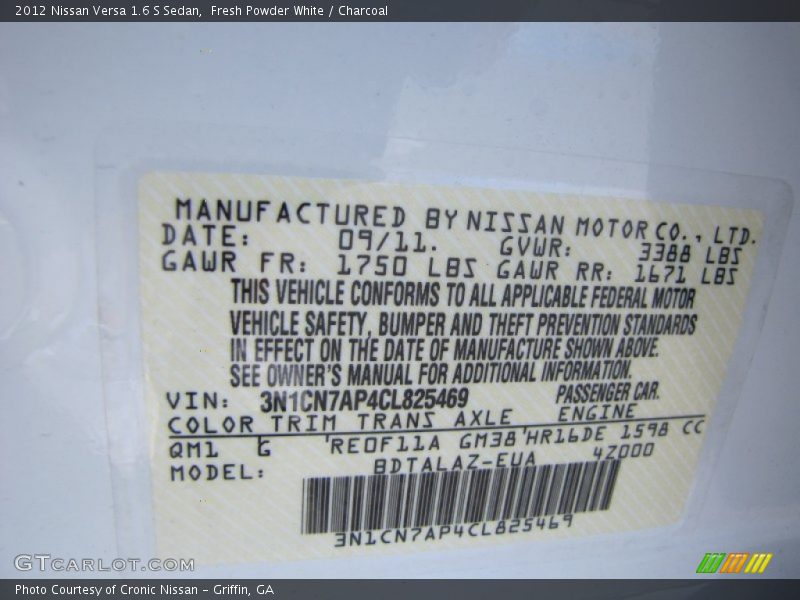 2012 Nissan Versa 1.6 S Sedan, Fresh Powder White / Charcoal
MANUFACTURED BY NISSAN MOTOR CO., LTD.
DATE: 09/11. GVWR: 3388 LBS
GAWR FR: 1750 LBS GAWR RR: 1671 LBS
THIS VEHICLE CONFORMS TO ALL APPLICABLE FEDERAL MOTOR
VEHICLE SAFETY, BUMPER AND THEFT PREVENTION STANDARDS
IN EFFECT ON THE DATE OF MANUFACTURE SHOWN ABOVE.
SEE OWNER'S MANUAL FOR ADDITIONAL INFORMATION.
VIN: 3N1CN7AP4CL825469 PASSENGER CAR.
COLOR TRIM TRANS AXLE ENGINE
QM1 G RE0F11A GM38 HR16DE 1598 CC
MODEL: BDTALAZ-EUA 4Z000
3N1CN7AP4CL825469
GTCARLOT.COM
Photo Courtesy of Cronic Nissan – Griffin, GA